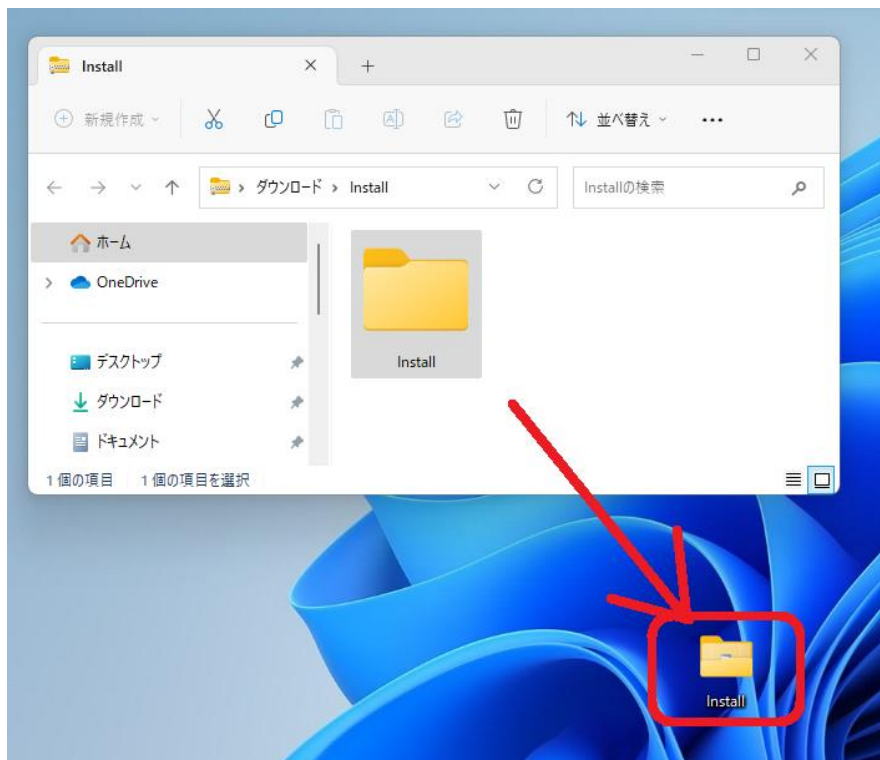 Install
新規作成
並べ替え
ダウンロード
Install
Installの検索
ホーム
OneDrive
デスクトップ
ダウンロード
ドキュメント
Install
1 個の項目
1 個の項目を選択
Install